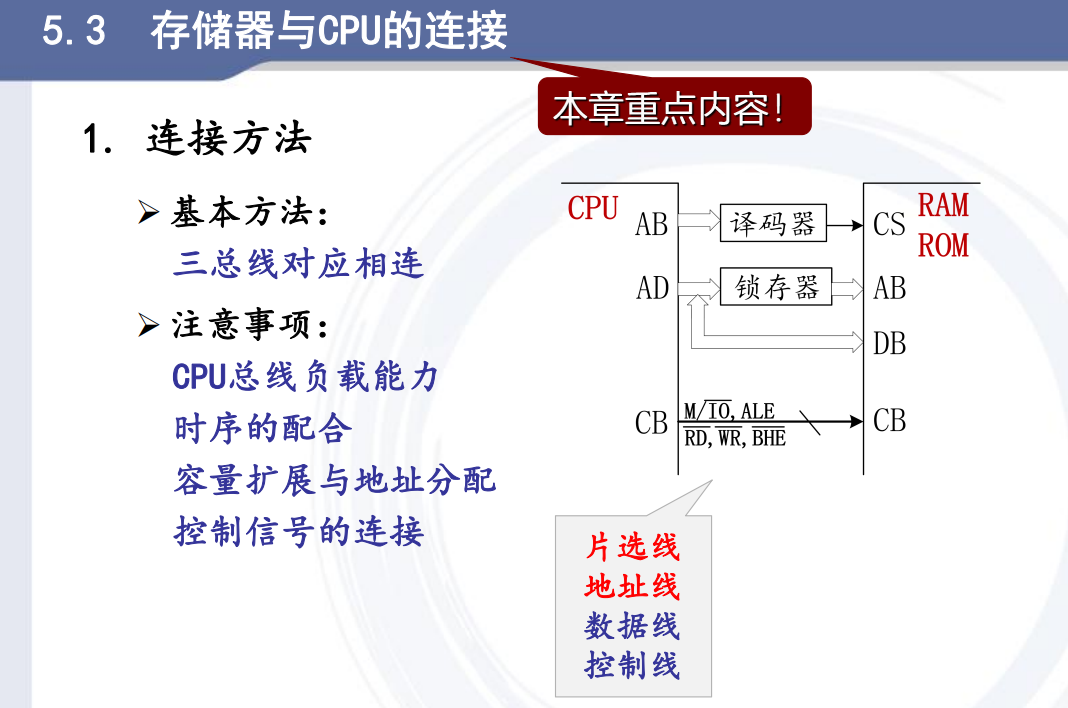 5.3 存储器与CPU的连接
本章重点内容!
1. 连接方法
➢ 基本方法:
三总线对应相连
➢ 注意事项:
CPU总线负载能力
时序的配合
容量扩展与地址分配
控制信号的连接
CPU
RAM
ROM
AB
译码器
CS
AD
锁存器
AB
DB
CB
M/I̅O̅, ALE
R̅D̅, W̅R̅, B̅H̅E̅
CB
片选线
地址线
数据线
控制线